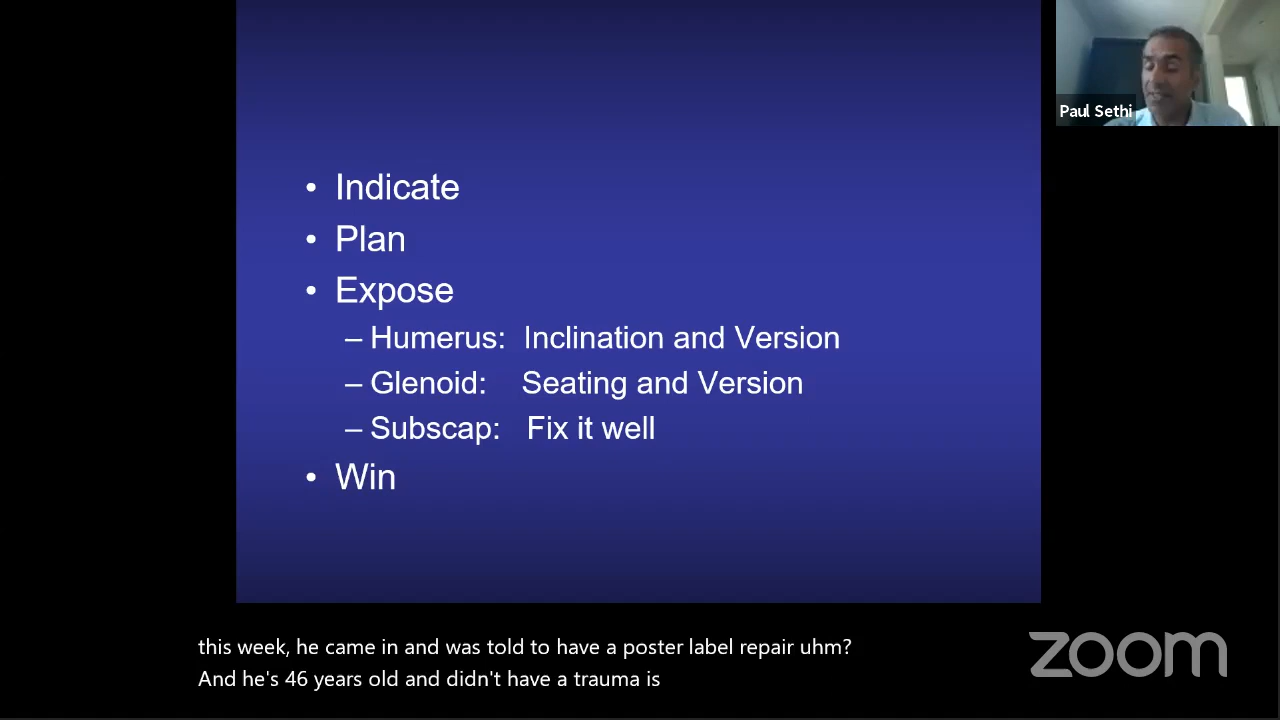 Paul Sethi
• Indicate
• Plan
• Expose
– Humerus: Inclination and Version
– Glenoid: Seating and Version
– Subscap: Fix it well
• Win
this week, he came in and was told to have a poster label repair uhm?
And he's 46 years old and didn't have a trauma is
zoom